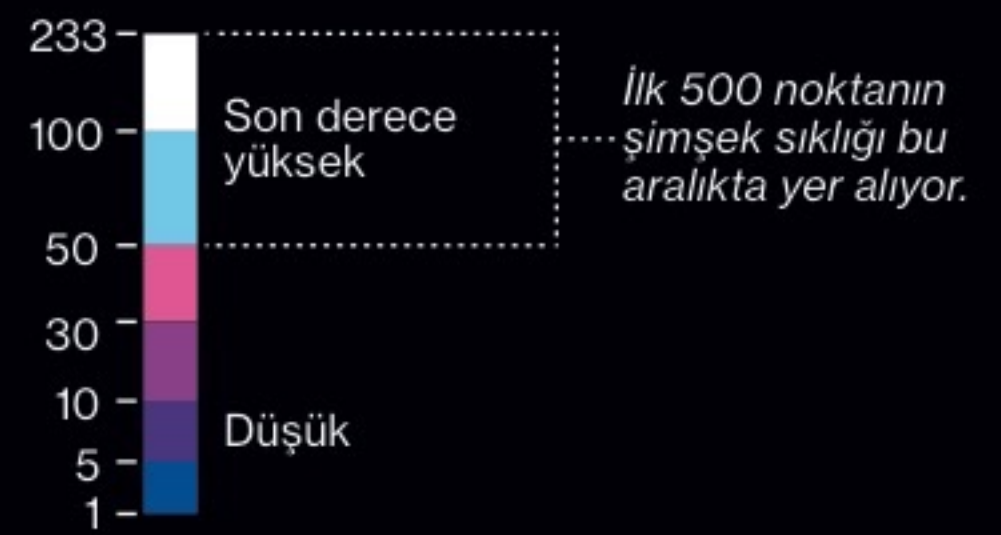 233
Son derece
yüksek
İlk 500 noktanın
şimşek sıklığı bu
aralıkta yer alıyor.
100
50
30
10
Düşük
5
1